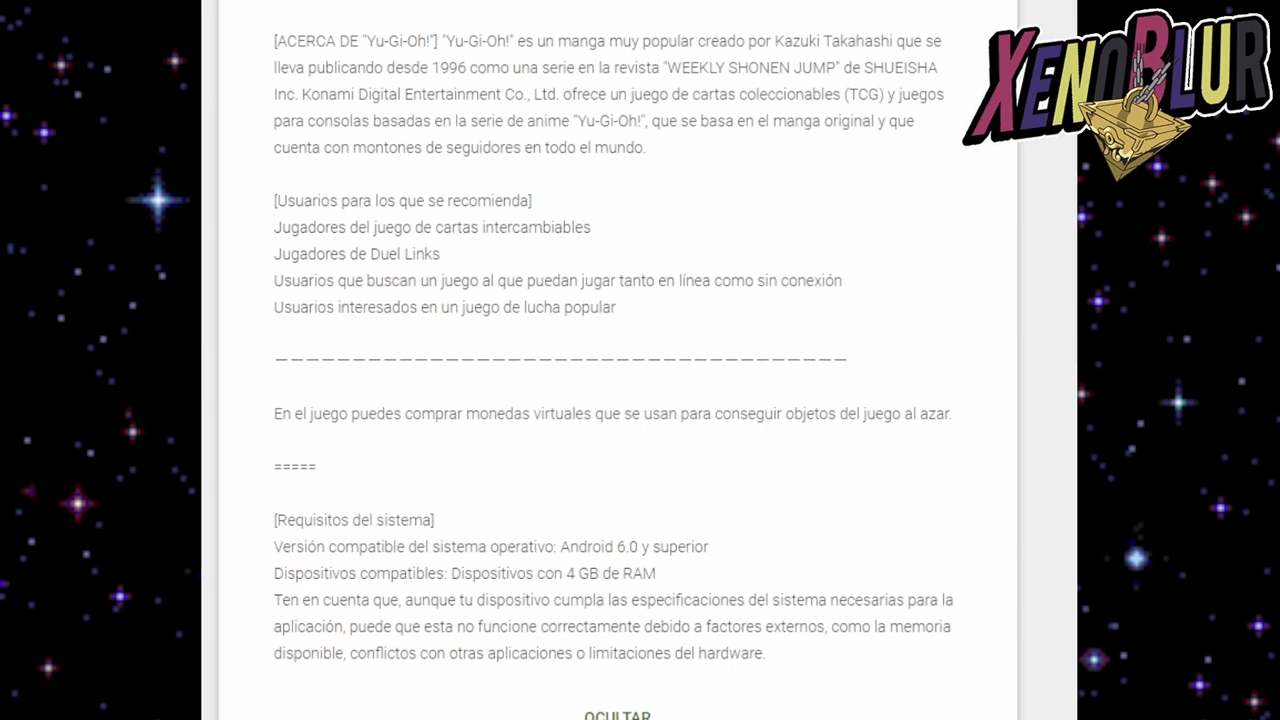 [ACERCA DE "Yu-Gi-Oh!"] "Yu-Gi-Oh!" es un manga muy popular creado por Kazuki Takahashi que se
lleva publicando desde 1996 como una serie en la revista "WEEKLY SHONEN JUMP" de SHUEISHA
Inc. Konami Digital Entertainment Co., Ltd. ofrece un juego de cartas coleccionables (TCG) y juegos
para consolas basadas en la serie de anime "Yu-Gi-Oh!", que se basa en el manga original y que
cuenta con montones de seguidores en todo el mundo.
XENOBLUR
[Usuarios para los que se recomienda]
Jugadores del juego de cartas intercambiables
Jugadores de Duel Links
Usuarios que buscan un juego al que puedan jugar tanto en línea como sin conexión
Usuarios interesados en un juego de lucha popular
— — — — — — — — — — — — — — — — — — — — — — — — — — — — — — — — — — — — —
En el juego puedes comprar monedas virtuales que se usan para conseguir objetos del juego al azar.
=====
[Requisitos del sistema]
Versión compatible del sistema operativo: Android 6.0 y superior
Dispositivos compatibles: Dispositivos con 4 GB de RAM
Ten en cuenta que, aunque tu dispositivo cumpla las especificaciones del sistema necesarias para la
aplicación, puede que esta no funcione correctamente debido a factores externos, como la memoria
disponible, conflictos con otras aplicaciones o limitaciones del hardware.
OCULTAR